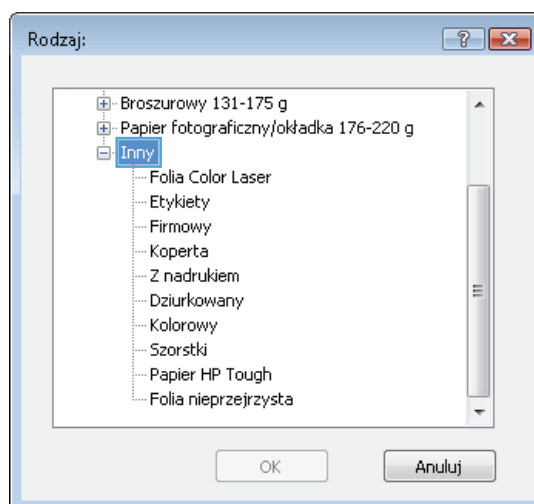 Rodzaj:
Broszurowy 131-175 g
Papier fotograficzny/okładka 176-220 g
Inny
Folia Color Laser
Etykiety
Firmowy
Koperta
Z nadrukiem
Dziurkowany
Kolorowy
Szorstki
Papier HP Tough
Folia nieprzejrzysta
OK
Anuluj